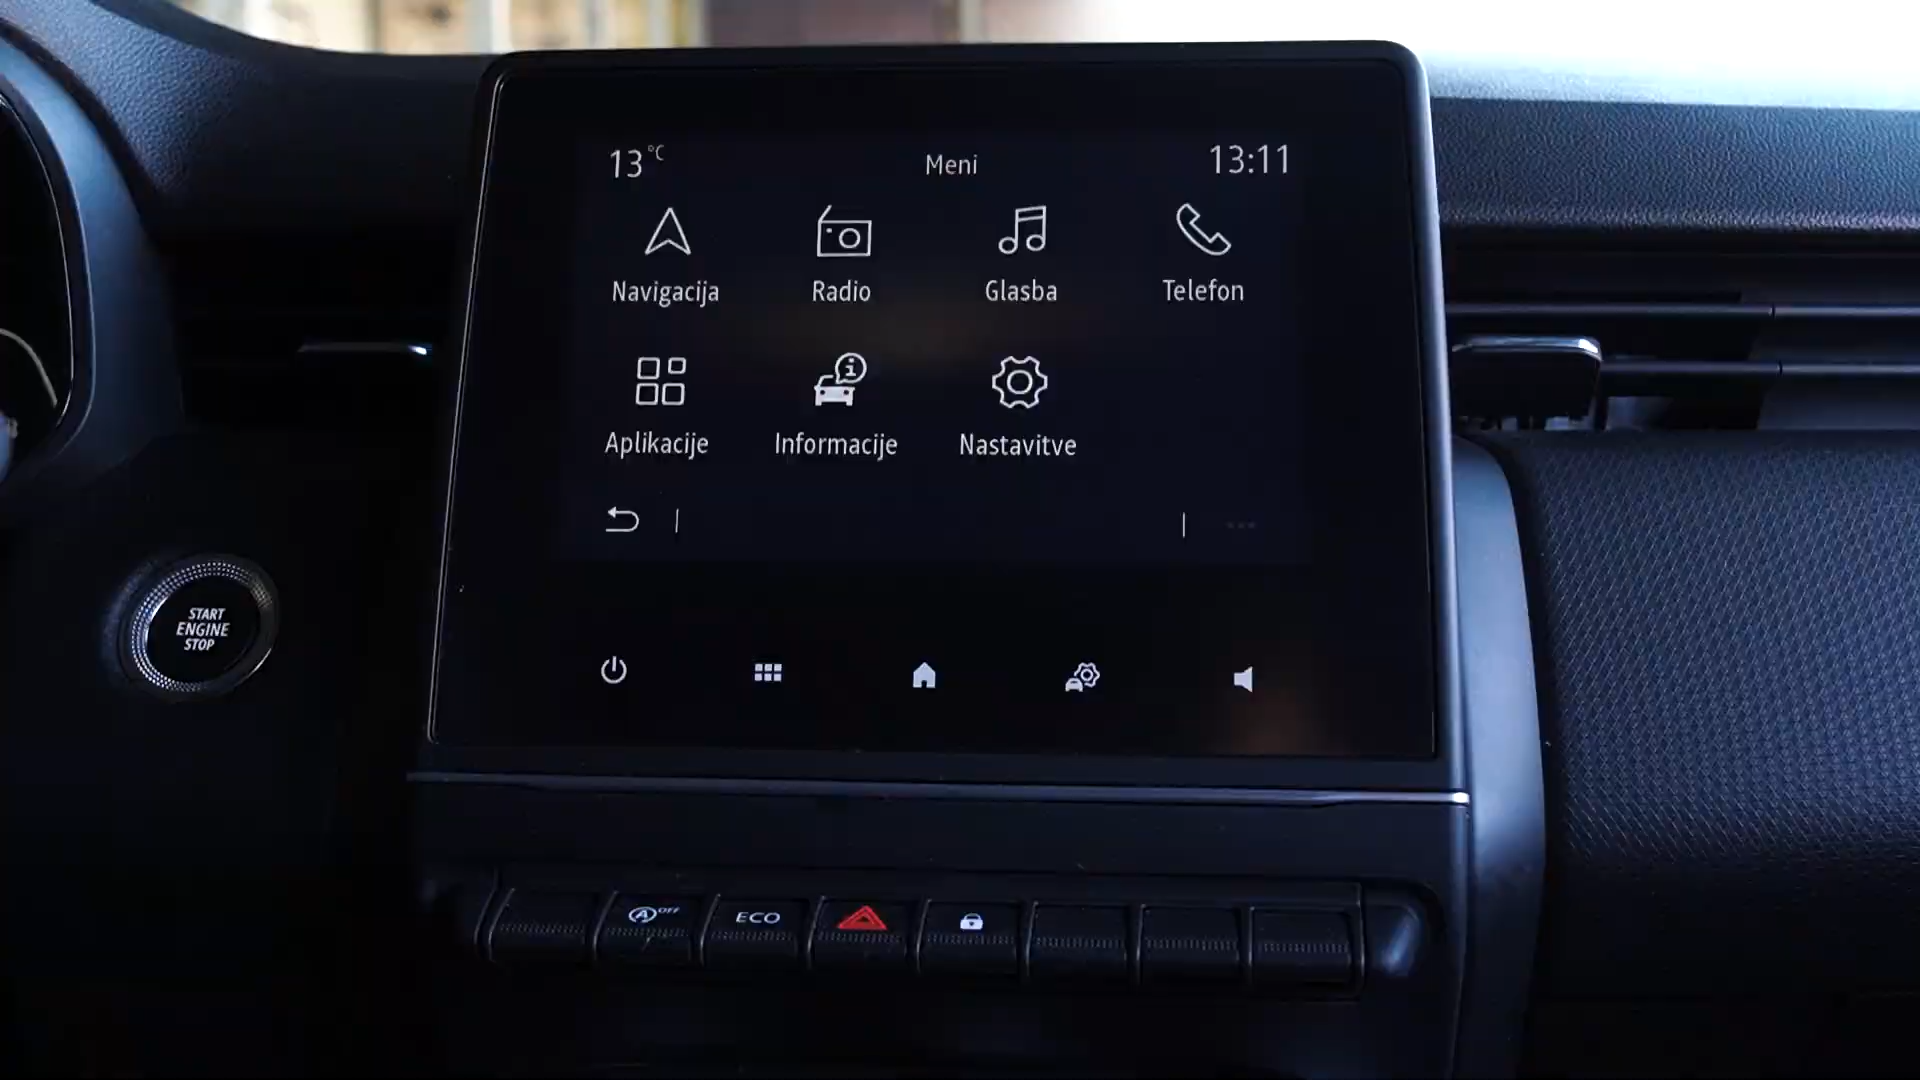 13°C Meni 13:11
Navigacija Radio Glasba Telefon
Aplikacije Informacije Nastavitve
START
ENGINE
STOP
A OFF ECO